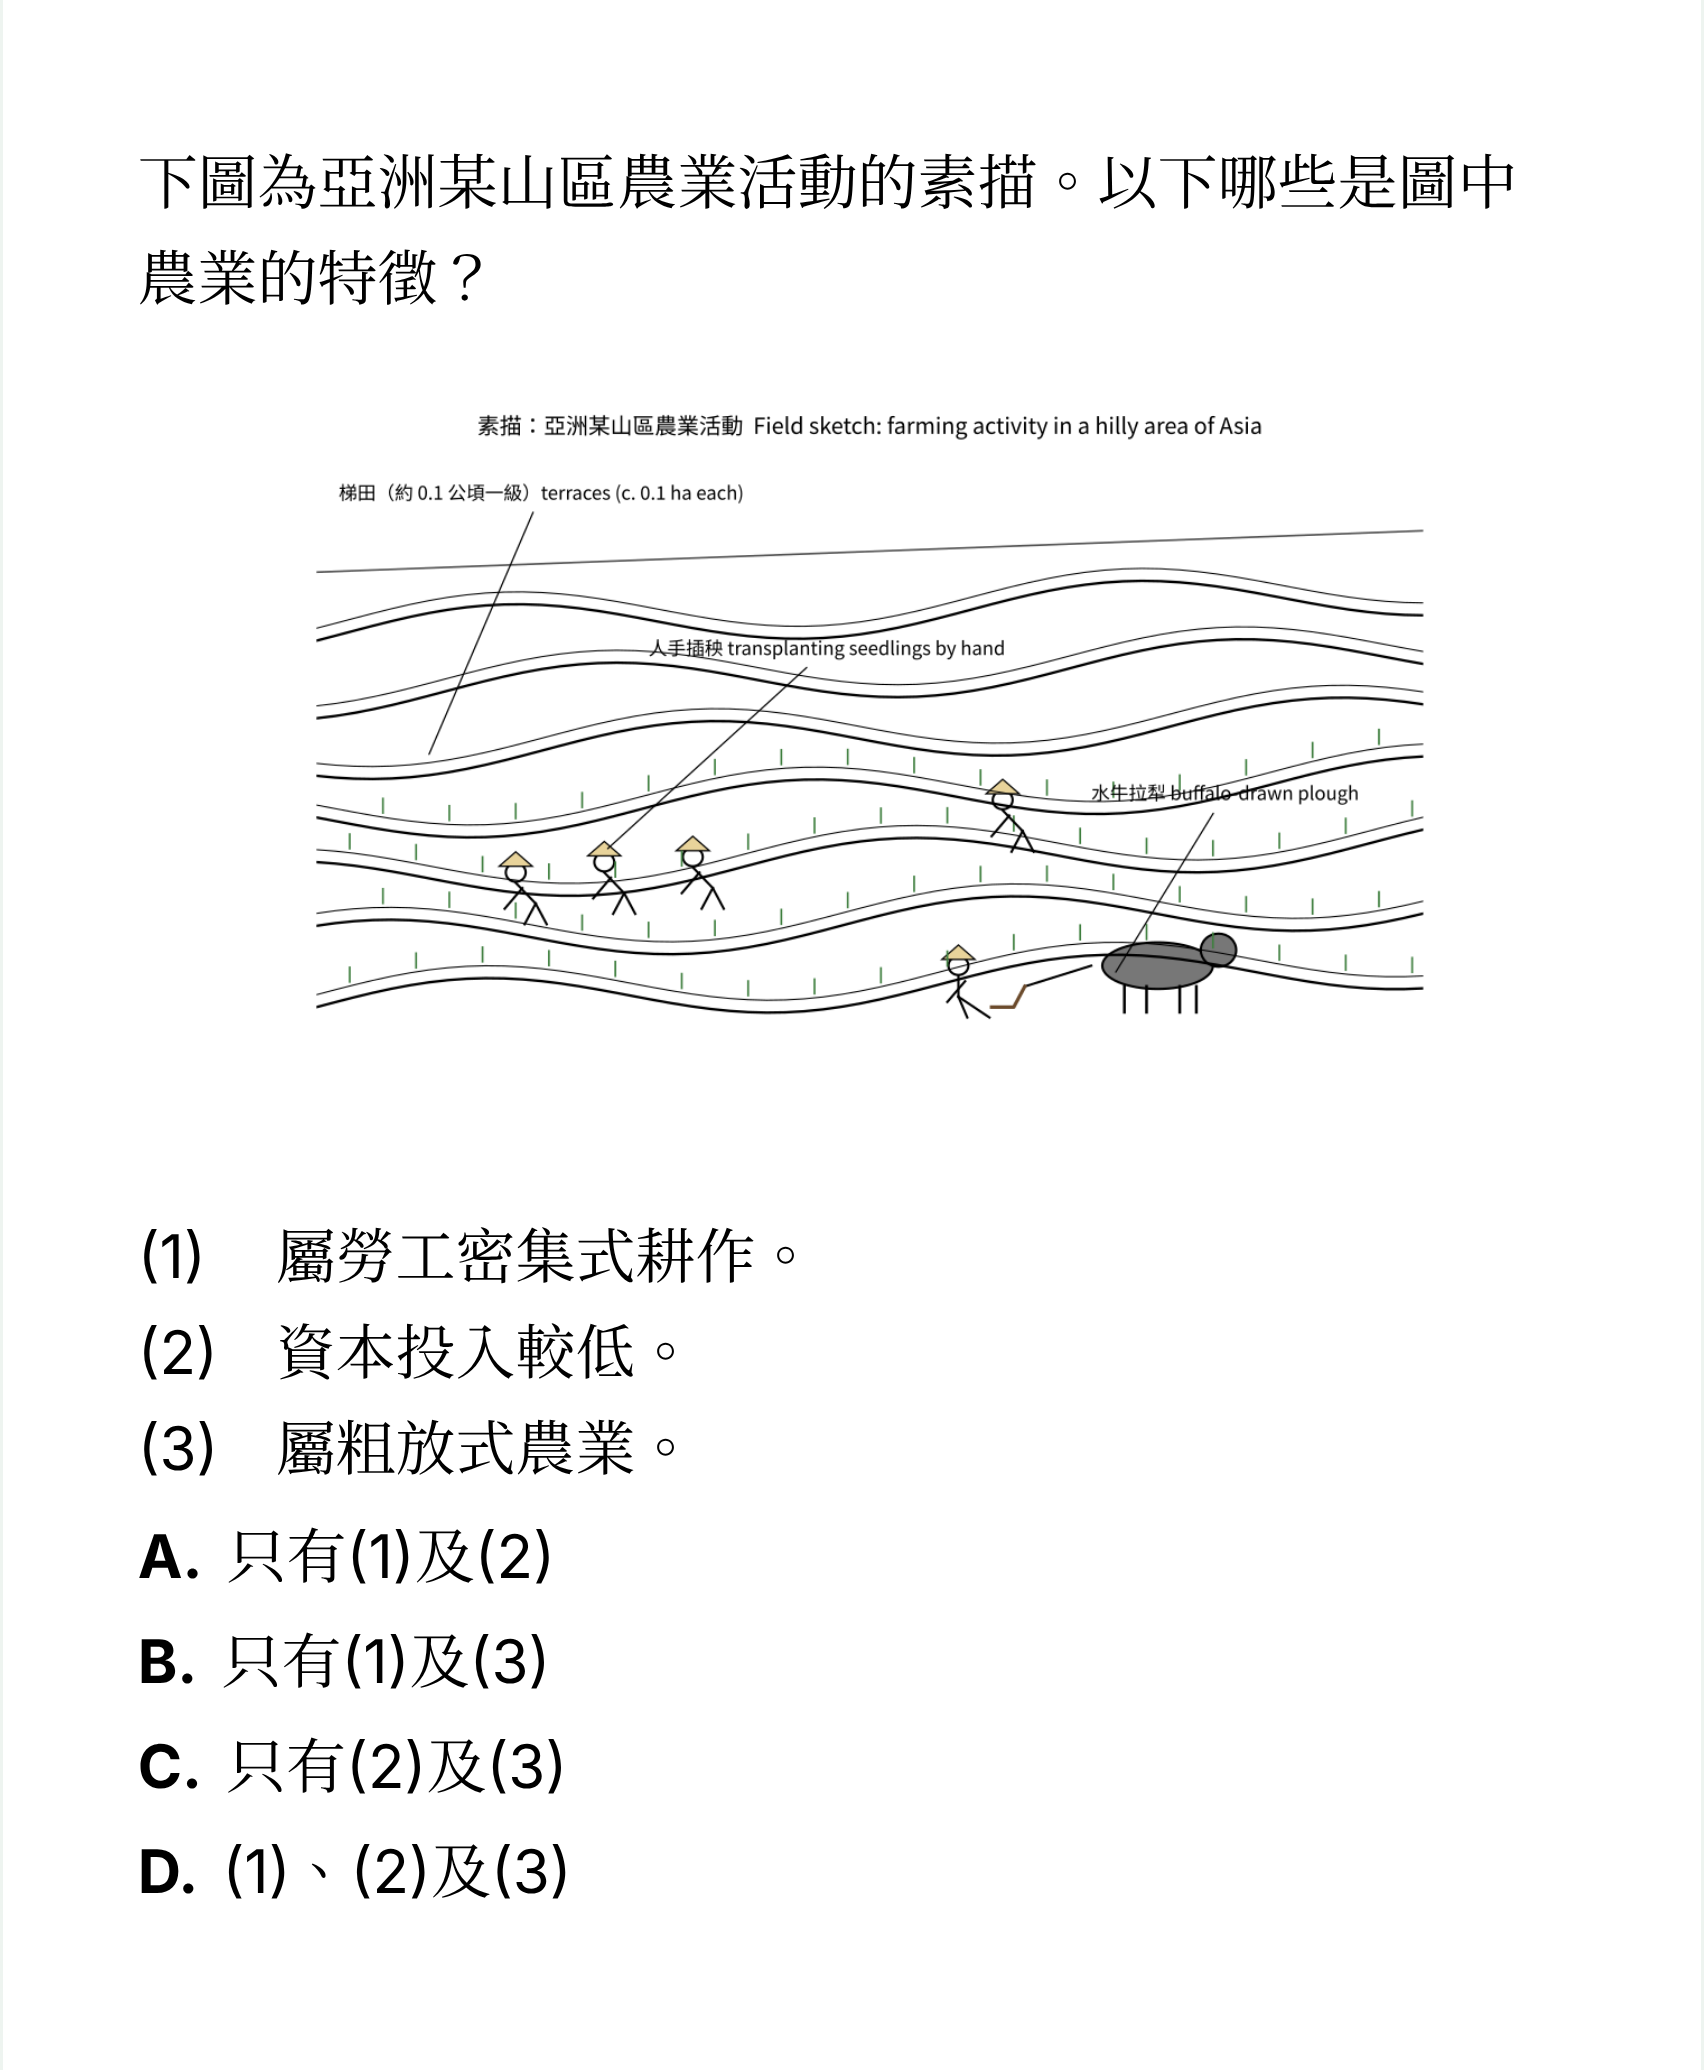 下圖為亞洲某山區農業活動的素描。以下哪些是圖中
農業的特徵？
素描：亞洲某山區農業活動 Field sketch: farming activity in a hilly area of Asia
梯田（約 0.1 公頃一級）terraces (c. 0.1 ha each)
人手插秧 transplanting seedlings by hand
水牛拉犁 buffalo-drawn plough
(1) 屬勞工密集式耕作。
(2) 資本投入較低。
(3) 屬粗放式農業。
A. 只有(1)及(2)
B. 只有(1)及(3)
C. 只有(2)及(3)
D. (1)、(2)及(3)